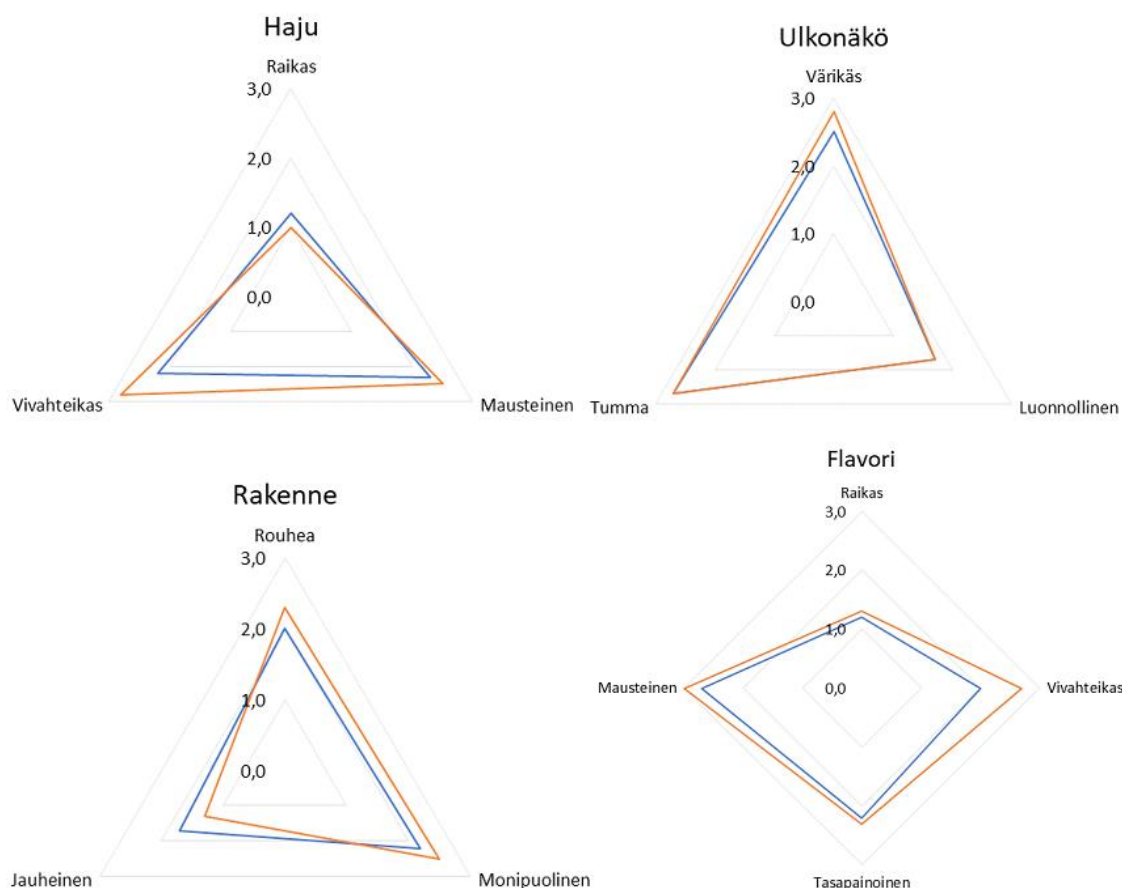 Haju
Raikas
3,0
2,0
1,0
0,0
Vivahteikas
Mausteinen
Ulkonäkö
Värikäs
3,0
2,0
1,0
0,0
Tumma
Luonnollinen
Rakenne
Rouhea
3,0
2,0
1,0
0,0
Jauheinen
Monipuolinen
Flavori
Raikas
3,0
2,0
1,0
Mausteinen
0,0
Vivahteikas
Tasapainoinen